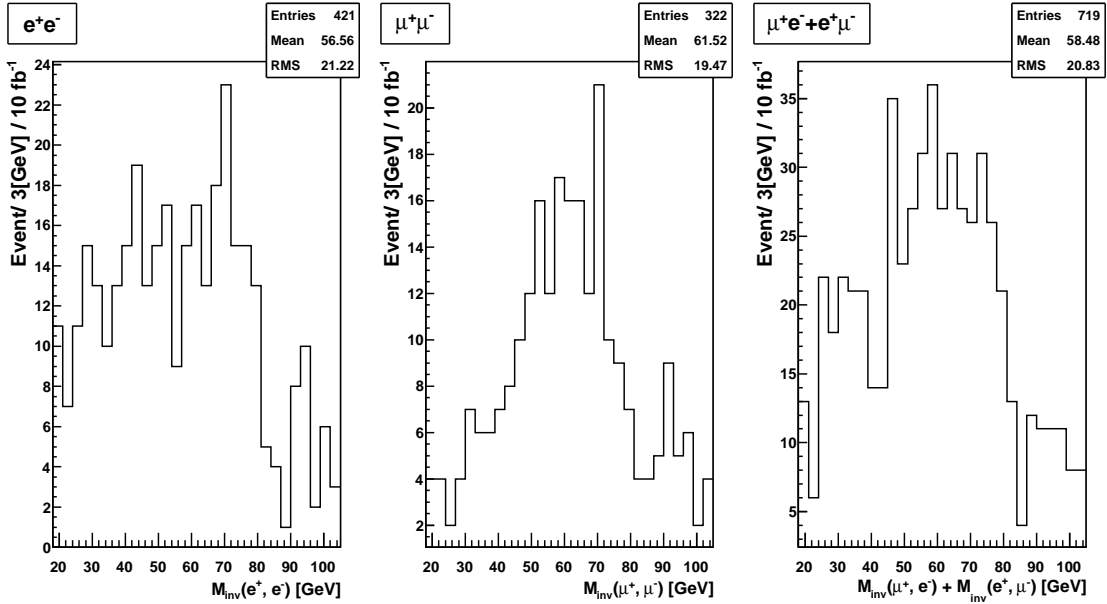 e⁺e⁻
Entries 421
Mean 56.56
RMS 21.22
Event/ 3[GeV] / 10 fb⁻¹
24
22
20
18
16
14
12
10
8
6
4
2
0
20 30 40 50 60 70 80 90 100
M_inv(e⁺, e⁻) [GeV]
μ⁺μ⁻
Entries 322
Mean 61.52
RMS 19.47
Event/ 3[GeV] / 10 fb⁻¹
20
18
16
14
12
10
8
6
4
2
20 30 40 50 60 70 80 90 100
M_inv(μ⁺, μ⁻) [GeV]
μ⁺e⁻+e⁺μ⁻
Entries 719
Mean 58.48
RMS 20.83
Event/ 3[GeV] / 10 fb⁻¹
35
30
25
20
15
10
5
20 30 40 50 60 70 80 90 100
M_inv(μ⁺, e⁻) + M_inv(e⁺, μ⁻) [GeV]